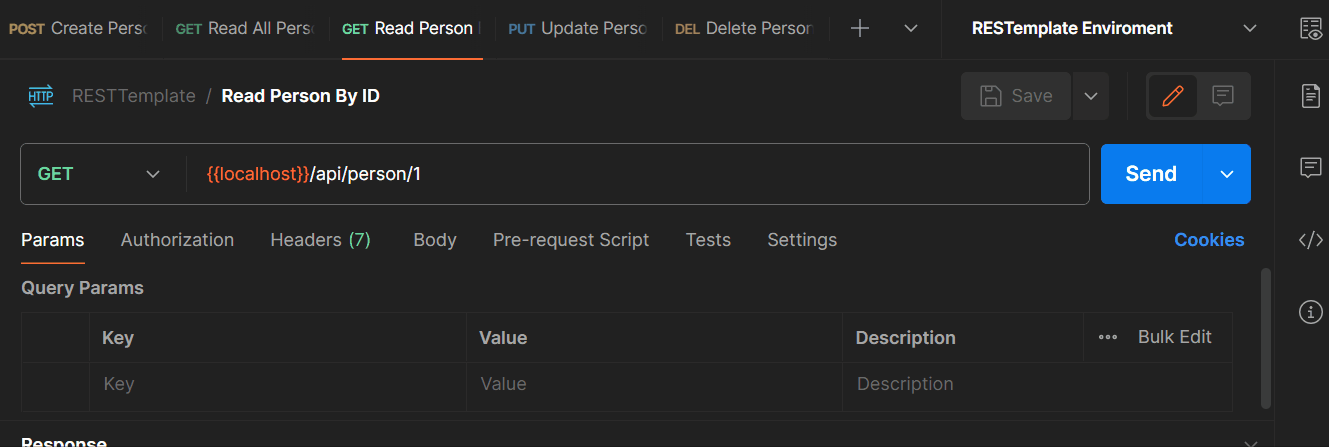 POST Create Perso GET Read All Perso GET Read Person PUT Update Perso DEL Delete Person RESTemplate Enviroment
HTTP RESTTemplate / Read Person By ID Save
GET {{localhost}}/api/person/1 Send
Params Authorization Headers (7) Body Pre-request Script Tests Settings Cookies
Query Params
Key Value Description Bulk Edit
Key Value Description
Response